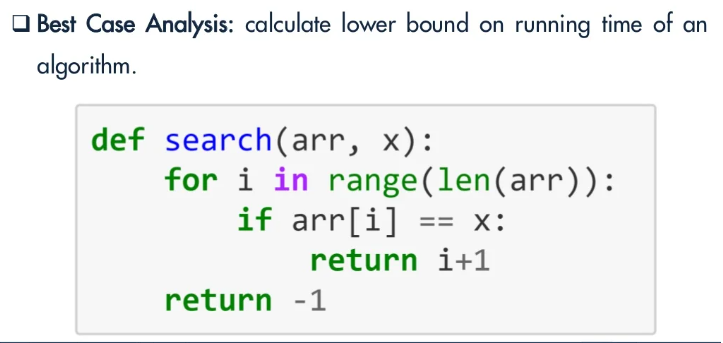 ❑ Best Case Analysis: calculate lower bound on running time of an
algorithm.
def search(arr, x):
    for i in range(len(arr)):
        if arr[i] == x:
            return i+1
    return -1